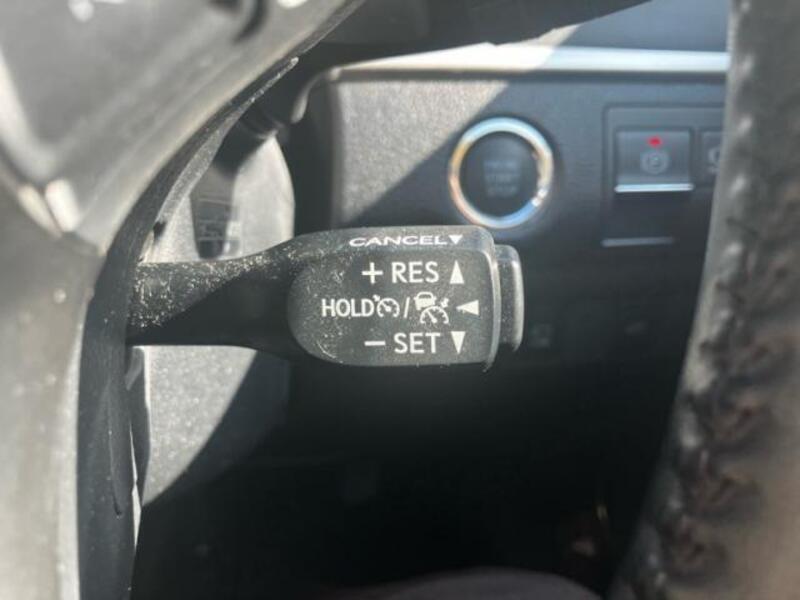 CANCEL
+ RES
HOLD /
- SET